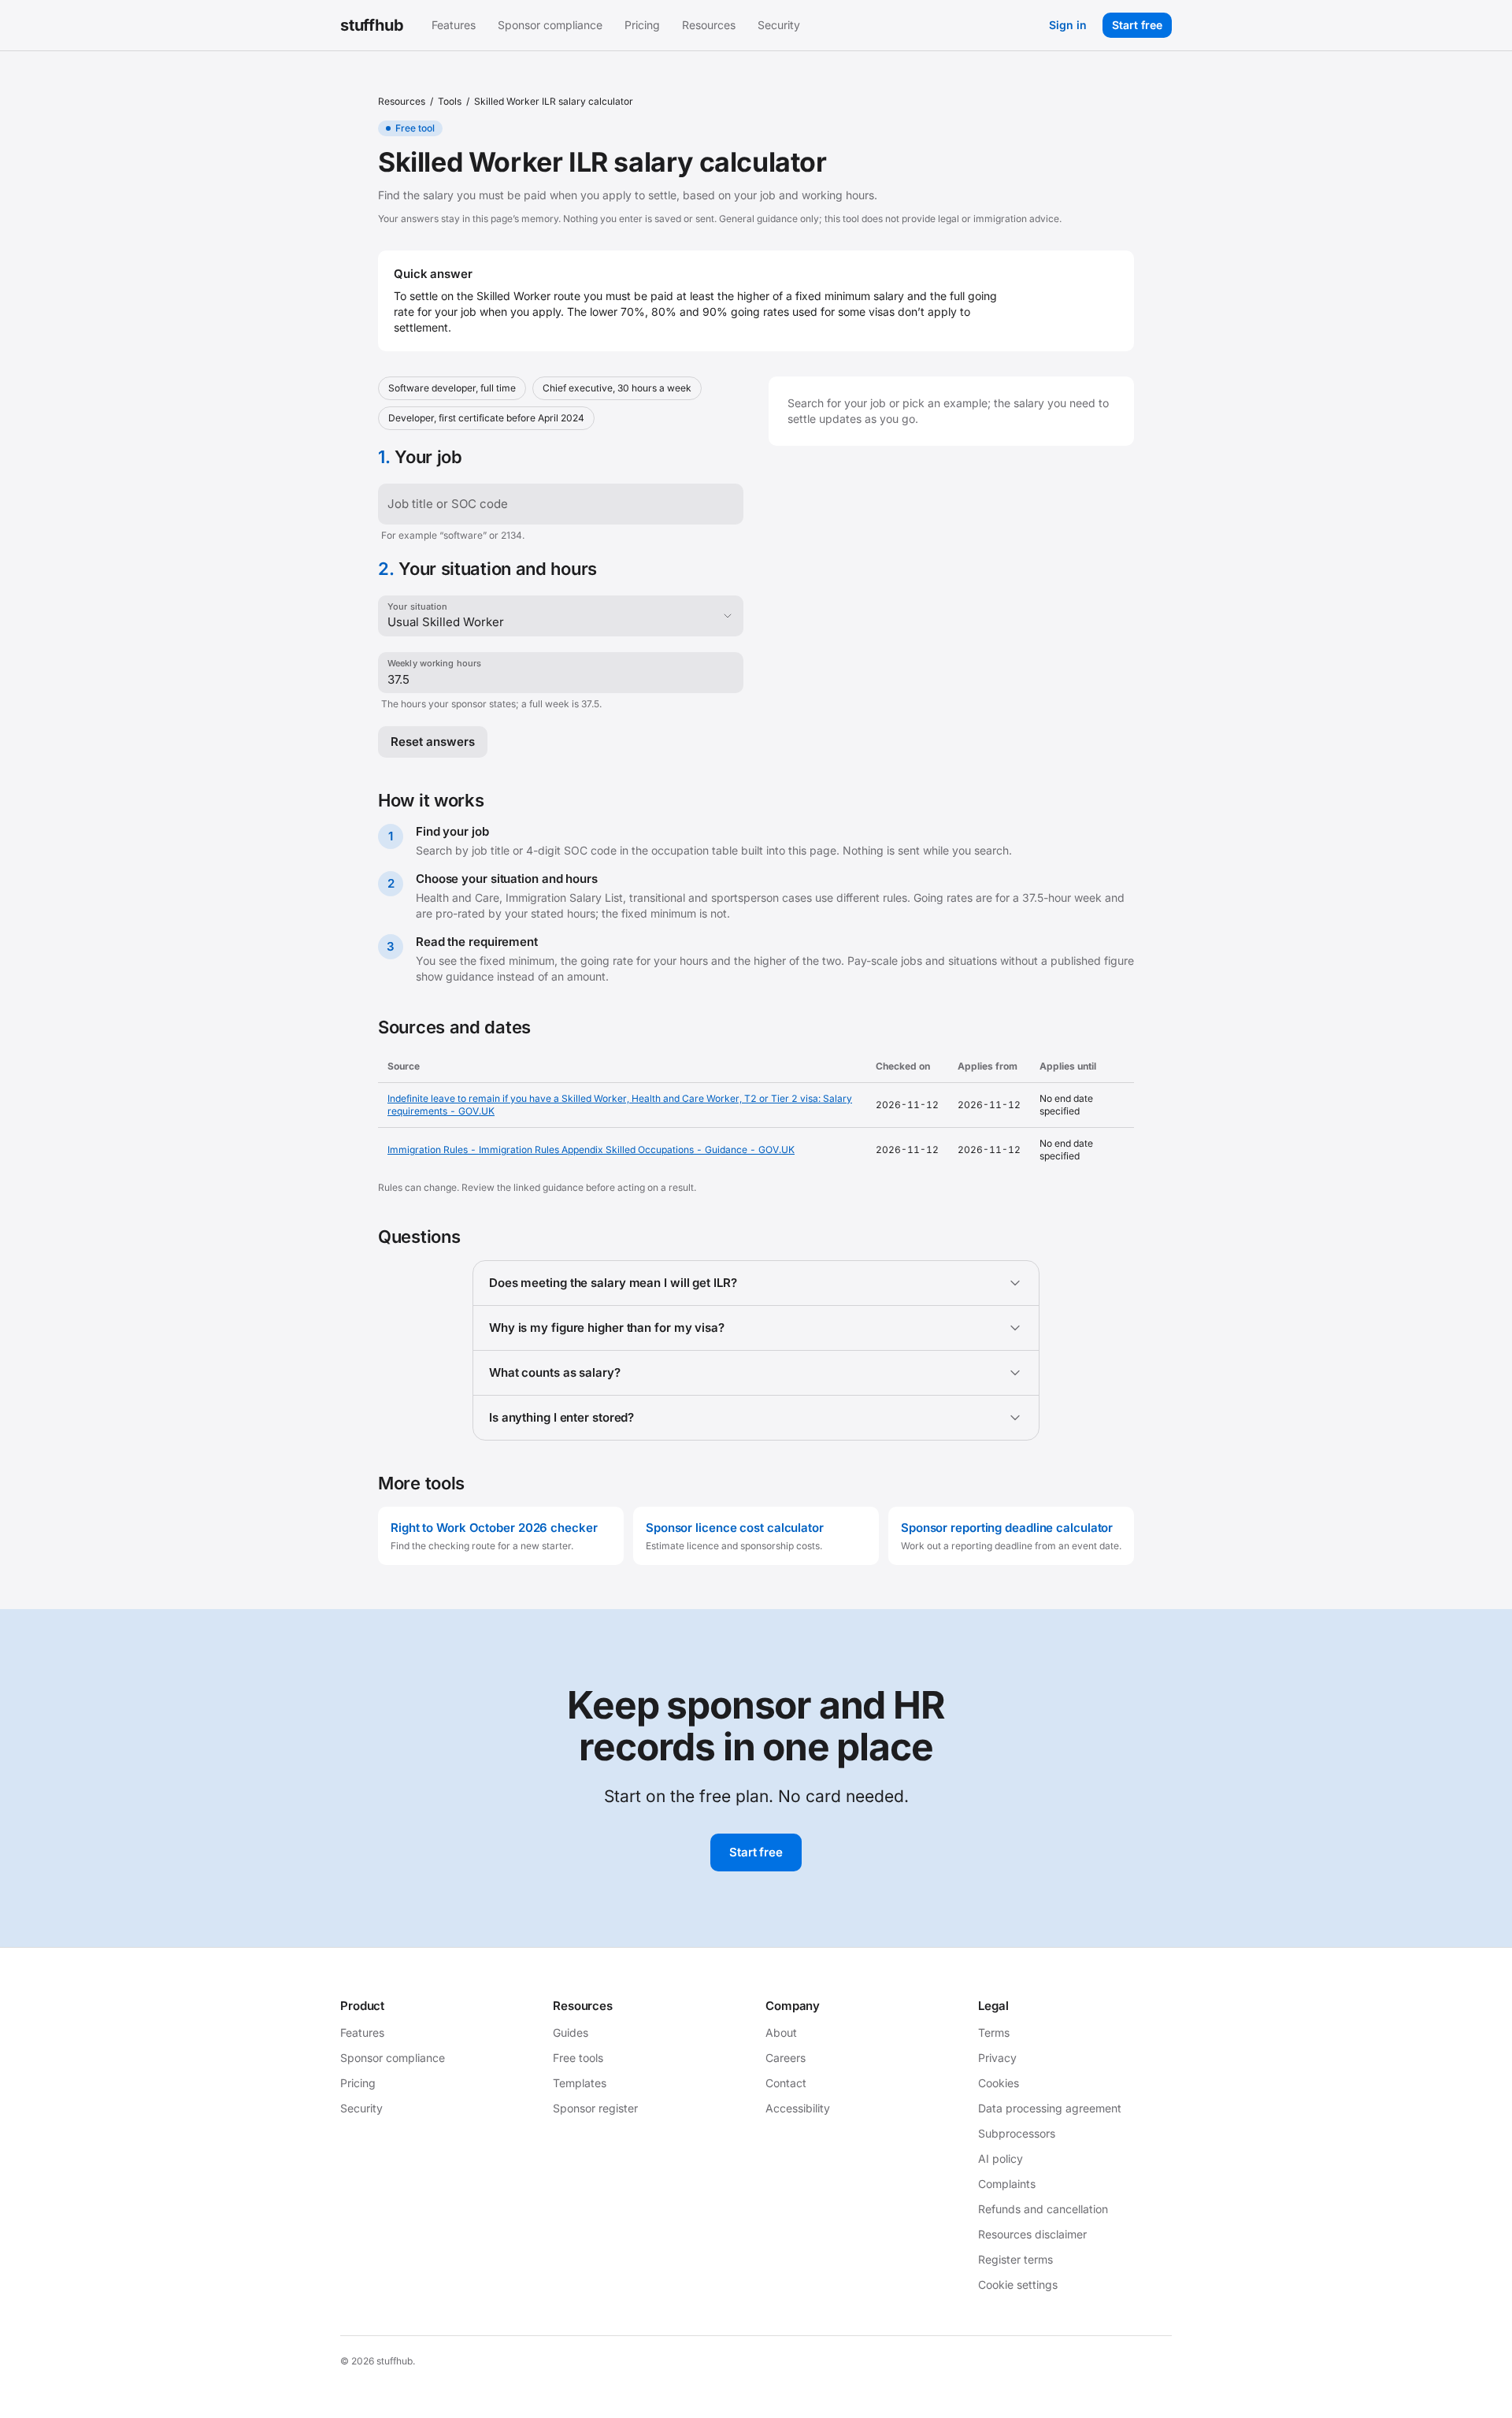 stuffhub
Features
Sponsor compliance
Pricing
Resources
Security
Sign in
Start free
Resources / Tools / Skilled Worker ILR salary calculator
Free tool
Skilled Worker ILR salary calculator
Find the salary you must be paid when you apply to settle, based on your job and working hours.
Your answers stay in this page’s memory. Nothing you enter is saved or sent. General guidance only; this tool does not provide legal or immigration advice.
Quick answer
To settle on the Skilled Worker route you must be paid at least the higher of a fixed minimum salary and the full going
rate for your job when you apply. The lower 70%, 80% and 90% going rates used for some visas don’t apply to
settlement.
Software developer, full time
Chief executive, 30 hours a week
Developer, first certificate before April 2024
Search for your job or pick an example; the salary you need to
settle updates as you go.
1. Your job
Job title or SOC code
For example “software” or 2134.
2. Your situation and hours
Your situation
Usual Skilled Worker
Weekly working hours
37.5
The hours your sponsor states; a full week is 37.5.
Reset answers
How it works
1
Find your job
Search by job title or 4-digit SOC code in the occupation table built into this page. Nothing is sent while you search.
2
Choose your situation and hours
Health and Care, Immigration Salary List, transitional and sportsperson cases use different rules. Going rates are for a 37.5-hour week and
are pro-rated by your stated hours; the fixed minimum is not.
3
Read the requirement
You see the fixed minimum, the going rate for your hours and the higher of the two. Pay-scale jobs and situations without a published figure
show guidance instead of an amount.
Sources and dates
Source Checked on Applies from Applies until
Indefinite leave to remain if you have a Skilled Worker, Health and Care Worker, T2 or Tier 2 visa: Salary
requirements - GOV.UK
2026-11-12 2026-11-12
No end date
specified
Immigration Rules - Immigration Rules Appendix Skilled Occupations - Guidance - GOV.UK
2026-11-12 2026-11-12
No end date
specified
Rules can change. Review the linked guidance before acting on a result.
Questions
Does meeting the salary mean I will get ILR?
Why is my figure higher than for my visa?
What counts as salary?
Is anything I enter stored?
More tools
Right to Work October 2026 checker
Find the checking route for a new starter.
Sponsor licence cost calculator
Estimate licence and sponsorship costs.
Sponsor reporting deadline calculator
Work out a reporting deadline from an event date.
Keep sponsor and HR
records in one place
Start on the free plan. No card needed.
Start free
Product
Features
Sponsor compliance
Pricing
Security
Resources
Guides
Free tools
Templates
Sponsor register
Company
About
Careers
Contact
Accessibility
Legal
Terms
Privacy
Cookies
Data processing agreement
Subprocessors
AI policy
Complaints
Refunds and cancellation
Resources disclaimer
Register terms
Cookie settings
© 2026 stuffhub.